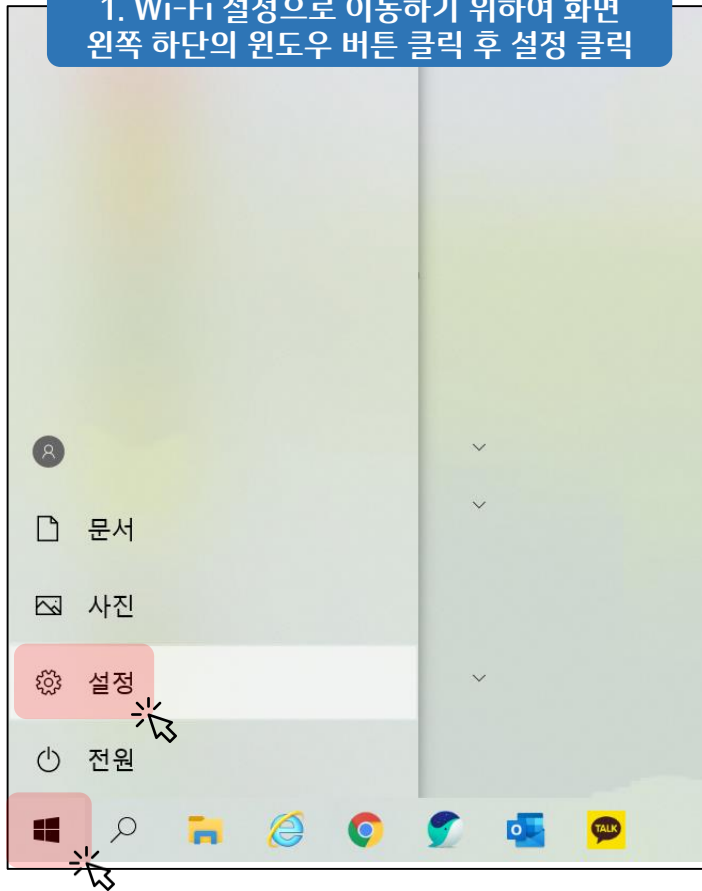 1. Wi-Fi 설정으로 이동하기 위하여 화면
왼쪽 하단의 윈도우 버튼 클릭 후 설정 클릭
문서
사진
설정
전원
TALK